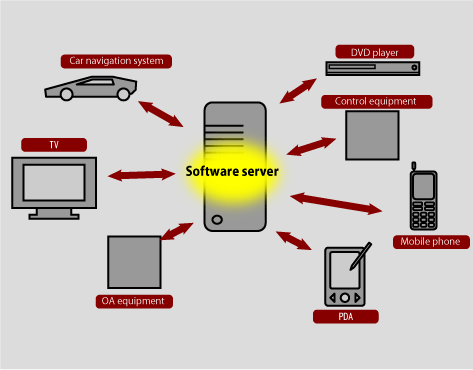 Car navigation system
DVD player
Control equipment
TV
Software server
Mobile phone
OA equipment
PDA